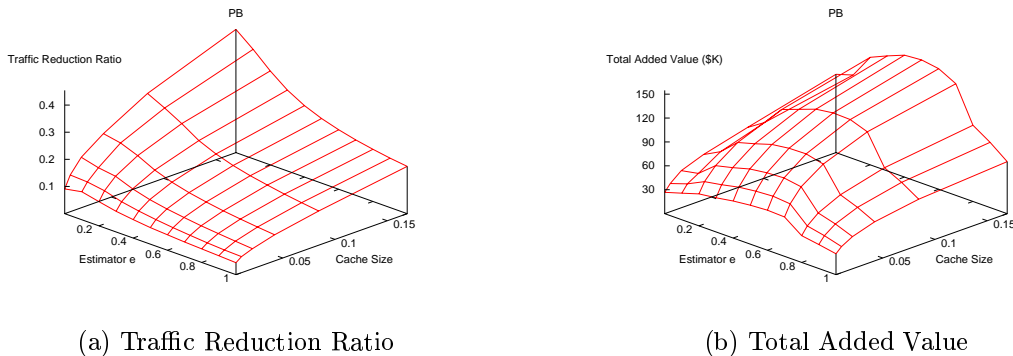 PB
Traffic Reduction Ratio
0.4
0.3
0.2
0.1
0.2
0.4
0.6
0.8
1
Estimator e
0.05
0.1
0.15
Cache Size
(a) Traffic Reduction Ratio
PB
Total Added Value ($K)
150
120
90
60
30
0.2
0.4
0.6
0.8
1
Estimator e
0.05
0.1
0.15
Cache Size
(b) Total Added Value